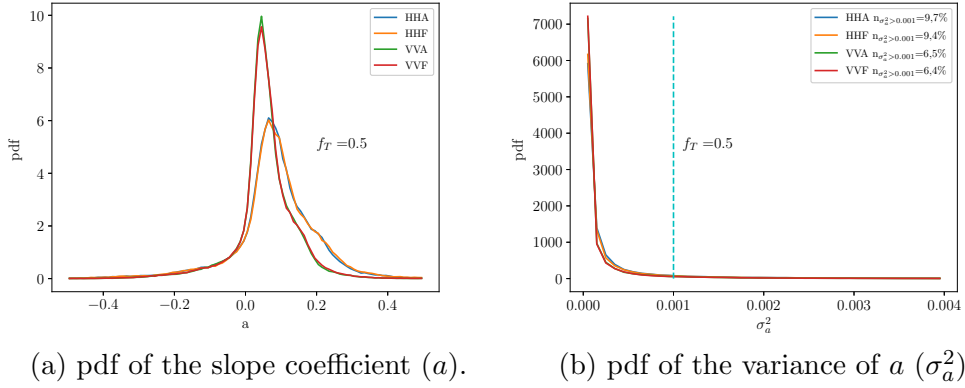 10
8
6
4
2
0
pdf
−0.4
−0.2
0.0
0.2
0.4
a
HHA
HHF
VVA
VVF
f_T =0.5
(a) pdf of the slope coefficient (a).
7000
6000
5000
4000
3000
2000
1000
0
pdf
0.000
0.001
0.002
0.003
0.004
σ_a^2
HHA n_{σ_a^2>0.001}=9,7%
HHF n_{σ_a^2>0.001}=9,4%
VVA n_{σ_a^2>0.001}=6,5%
VVF n_{σ_a^2>0.001}=6,4%
f_T =0.5
(b) pdf of the variance of a (σ_a^2)